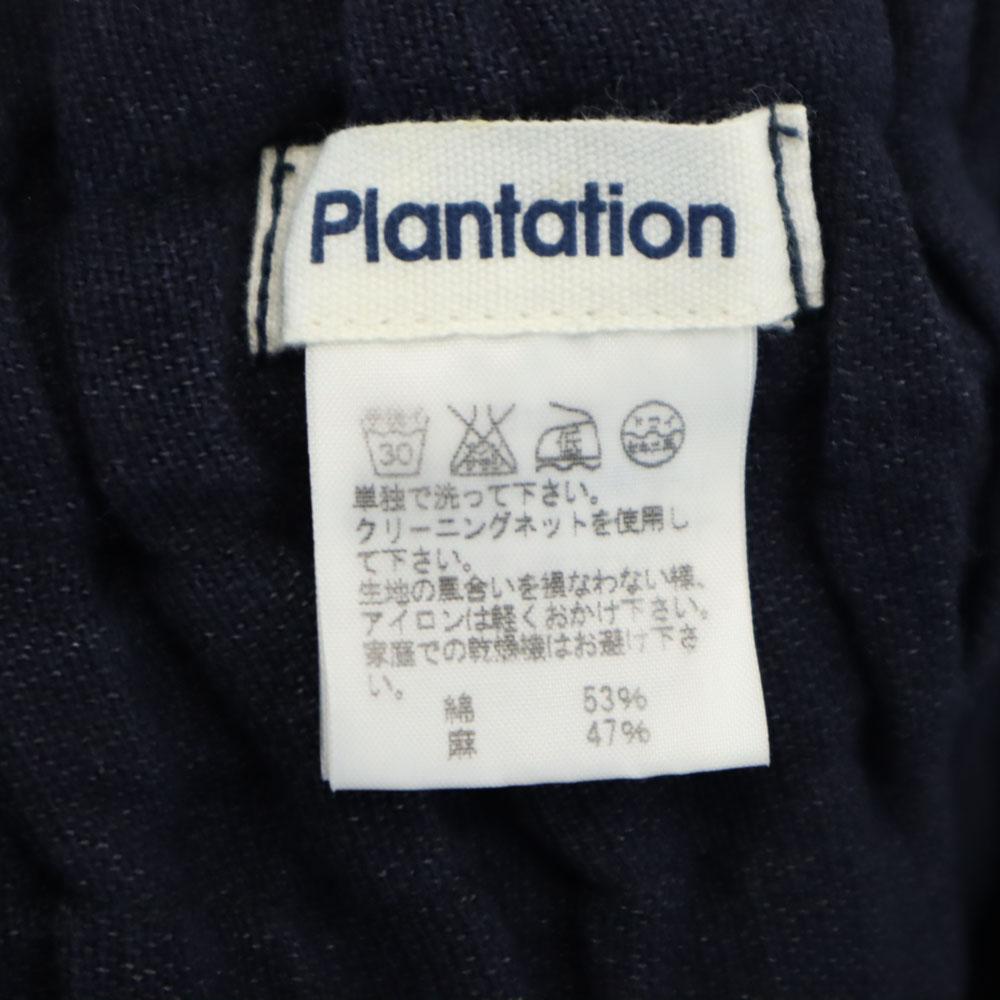 Plantation
30
低
ドライ
単独で洗って下さい。
クリーニングネットを使用し
て下さい。
生地の風合いを損なわない様、
アイロンは軽くおかけ下さい。
家庭での乾燥機はお避け下さ
い。
綿 53%
麻 47%